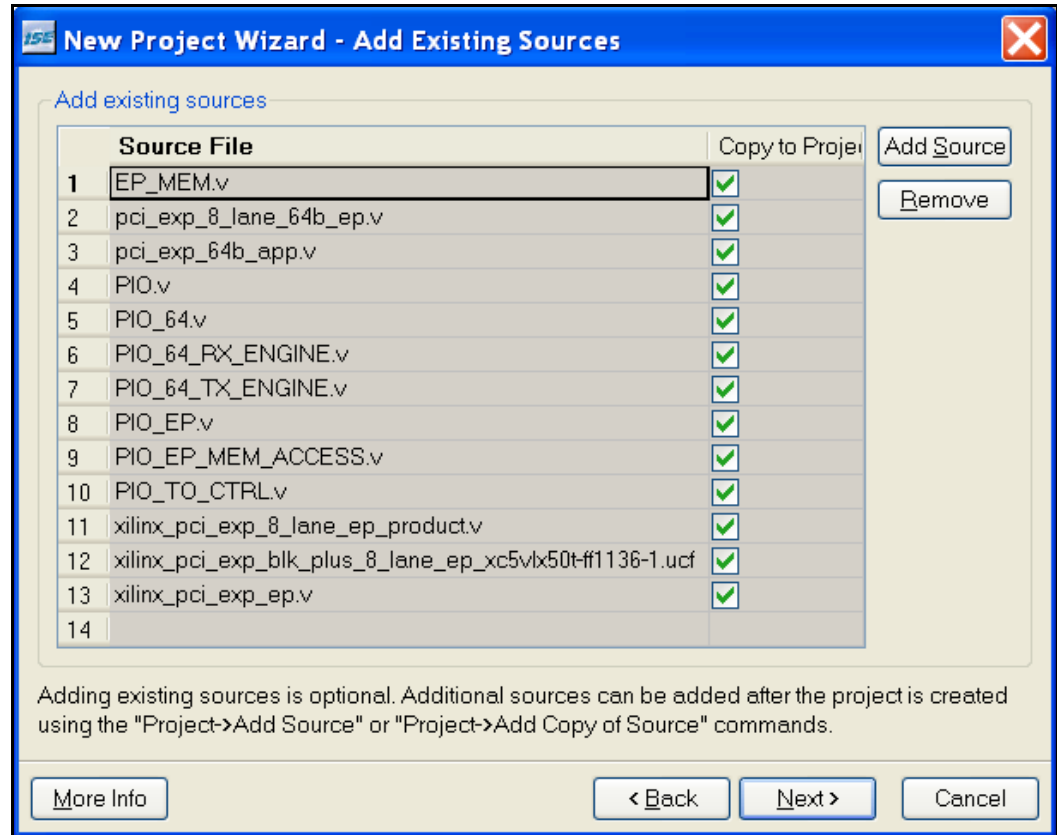 ISE New Project Wizard - Add Existing Sources
Add existing sources
Source File Copy to Projec Add Source
1 EP_MEM.v
Remove
2 pci_exp_8_lane_64b_ep.v
3 pci_exp_64b_app.v
4 PIO.v
5 PIO_64.v
6 PIO_64_RX_ENGINE.v
7 PIO_64_TX_ENGINE.v
8 PIO_EP.v
9 PIO_EP_MEM_ACCESS.v
10 PIO_TO_CTRL.v
11 xilinx_pci_exp_8_lane_ep_product.v
12 xilinx_pci_exp_blk_plus_8_lane_ep_xc5vlx50t-ff1136-1.ucf
13 xilinx_pci_exp_ep.v
14
Adding existing sources is optional. Additional sources can be added after the project is created
using the "Project->Add Source" or "Project->Add Copy of Source" commands.
More Info < Back Next > Cancel